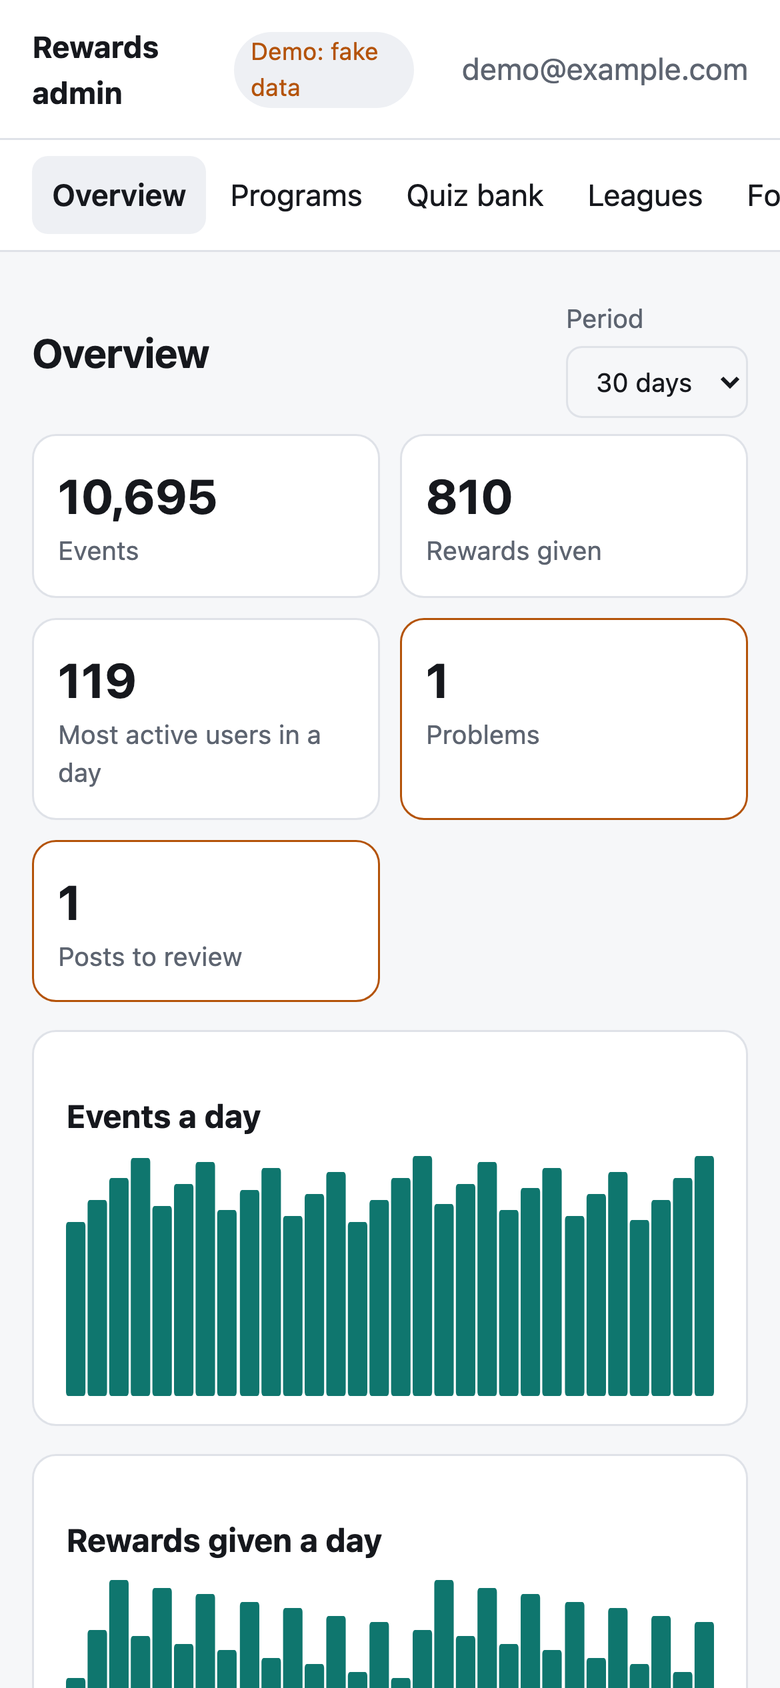 Rewards
admin
Demo: fake
data
demo@example.com
Overview
Programs
Quiz bank
Leagues
Fo
Overview
Period
30 days
10,695
Events
810
Rewards given
119
Most active users in a
day
1
Problems
1
Posts to review
Events a day
Rewards given a day